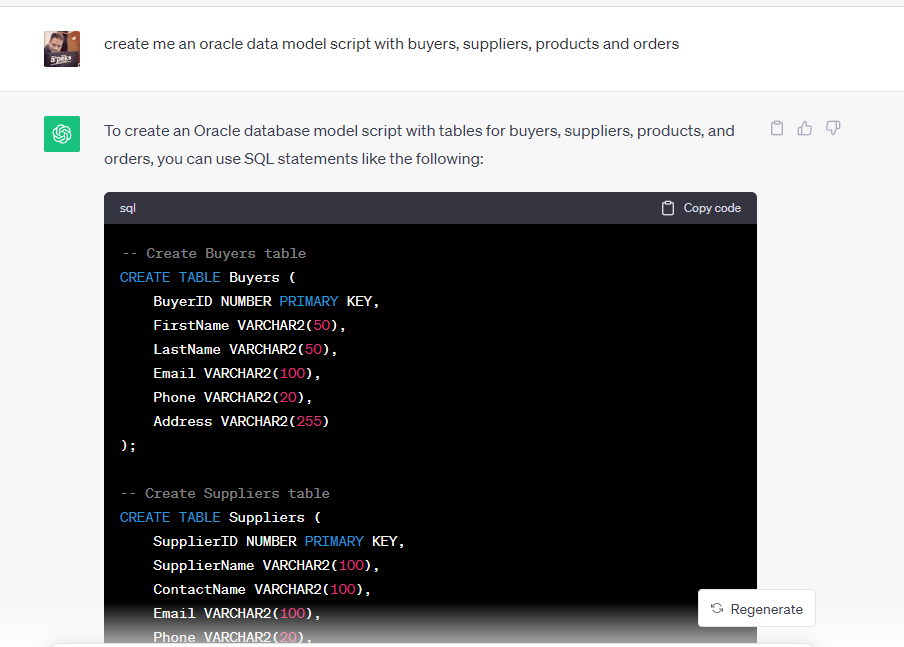 create me an oracle data model script with buyers, suppliers, products and orders
To create an Oracle database model script with tables for buyers, suppliers, products, and
orders, you can use SQL statements like the following:
sql Copy code
-- Create Buyers table
CREATE TABLE Buyers (
BuyerID NUMBER PRIMARY KEY,
FirstName VARCHAR2(50),
LastName VARCHAR2(50),
Email VARCHAR2(100),
Phone VARCHAR2(20),
Address VARCHAR2(255)
);
-- Create Suppliers table
CREATE TABLE Suppliers (
SupplierID NUMBER PRIMARY KEY,
SupplierName VARCHAR2(100),
ContactName VARCHAR2(100),
Email VARCHAR2(100),
Regenerate
Phone VARCHAR2(20),